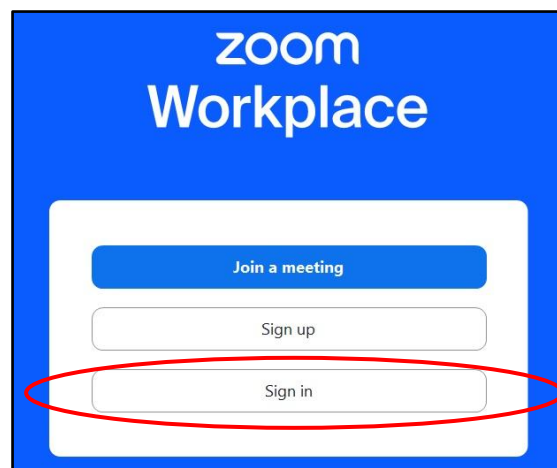 zoom
Workplace
Join a meeting
Sign up
Sign in